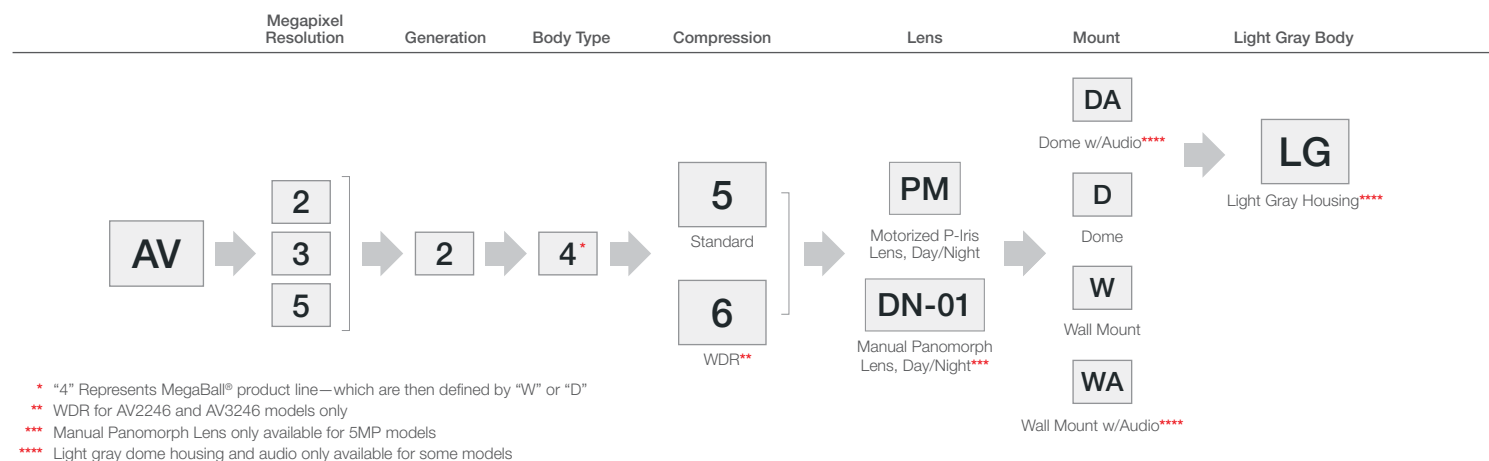 Megapixel
Resolution
Generation
Body Type
Compression
Lens
Mount
Light Gray Body
AV
2
3
5
2
4*
5
Standard
6
WDR**
PM
Motorized P-Iris
Lens, Day/Night
DN-01
Manual Panomorph
Lens, Day/Night***
DA
Dome w/Audio****
D
Dome
W
Wall Mount
WA
Wall Mount w/Audio****
LG
Light Gray Housing****
* “4” Represents MegaBall® product line—which are then defined by “W” or “D”
** WDR for AV2246 and AV3246 models only
*** Manual Panomorph Lens only available for 5MP models
**** Light gray dome housing and audio only available for some models